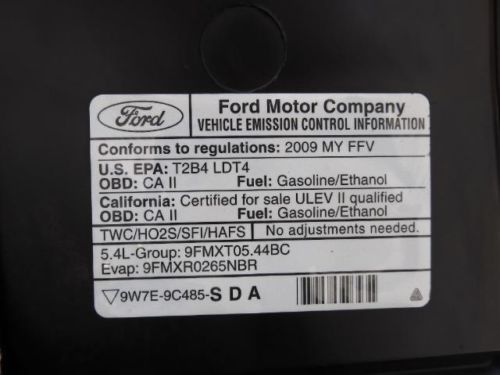 Ford
Ford Motor Company
VEHICLE EMISSION CONTROL INFORMATION
Conforms to regulations: 2009 MY FFV
U.S. EPA: T2B4 LDT4
OBD: CA II Fuel: Gasoline/Ethanol
California: Certified for sale ULEV II qualified
OBD: CA II Fuel: Gasoline/Ethanol
TWC/HO2S/SFI/HAFS No adjustments needed.
5.4L-Group: 9FMXT05.44BC
Evap: 9FMXR0265NBR
▽9W7E-9C485-S D A